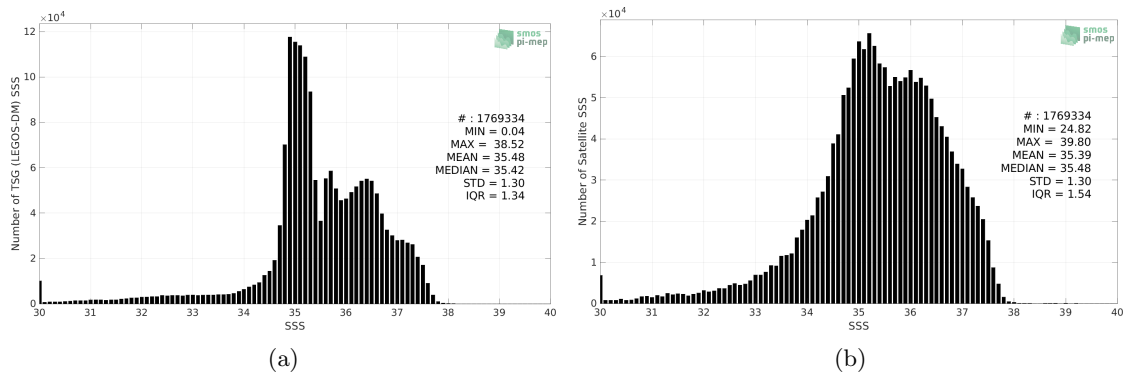 ×10⁴
smos
pi-mep
12
10
8
6
4
2
0
Number of TSG (LEGOS-DM) SSS
# : 1769334
MIN = 0.04
MAX = 38.52
MEAN = 35.48
MEDIAN = 35.42
STD = 1.30
IQR = 1.34
30 31 32 33 34 35 36 37 38 39 40
SSS
(a)
×10⁴
smos
pi-mep
6
5
4
3
2
1
0
Number of Satellite SSS
# : 1769334
MIN = 24.82
MAX = 39.80
MEAN = 35.39
MEDIAN = 35.48
STD = 1.30
IQR = 1.54
30 31 32 33 34 35 36 37 38 39 40
SSS
(b)